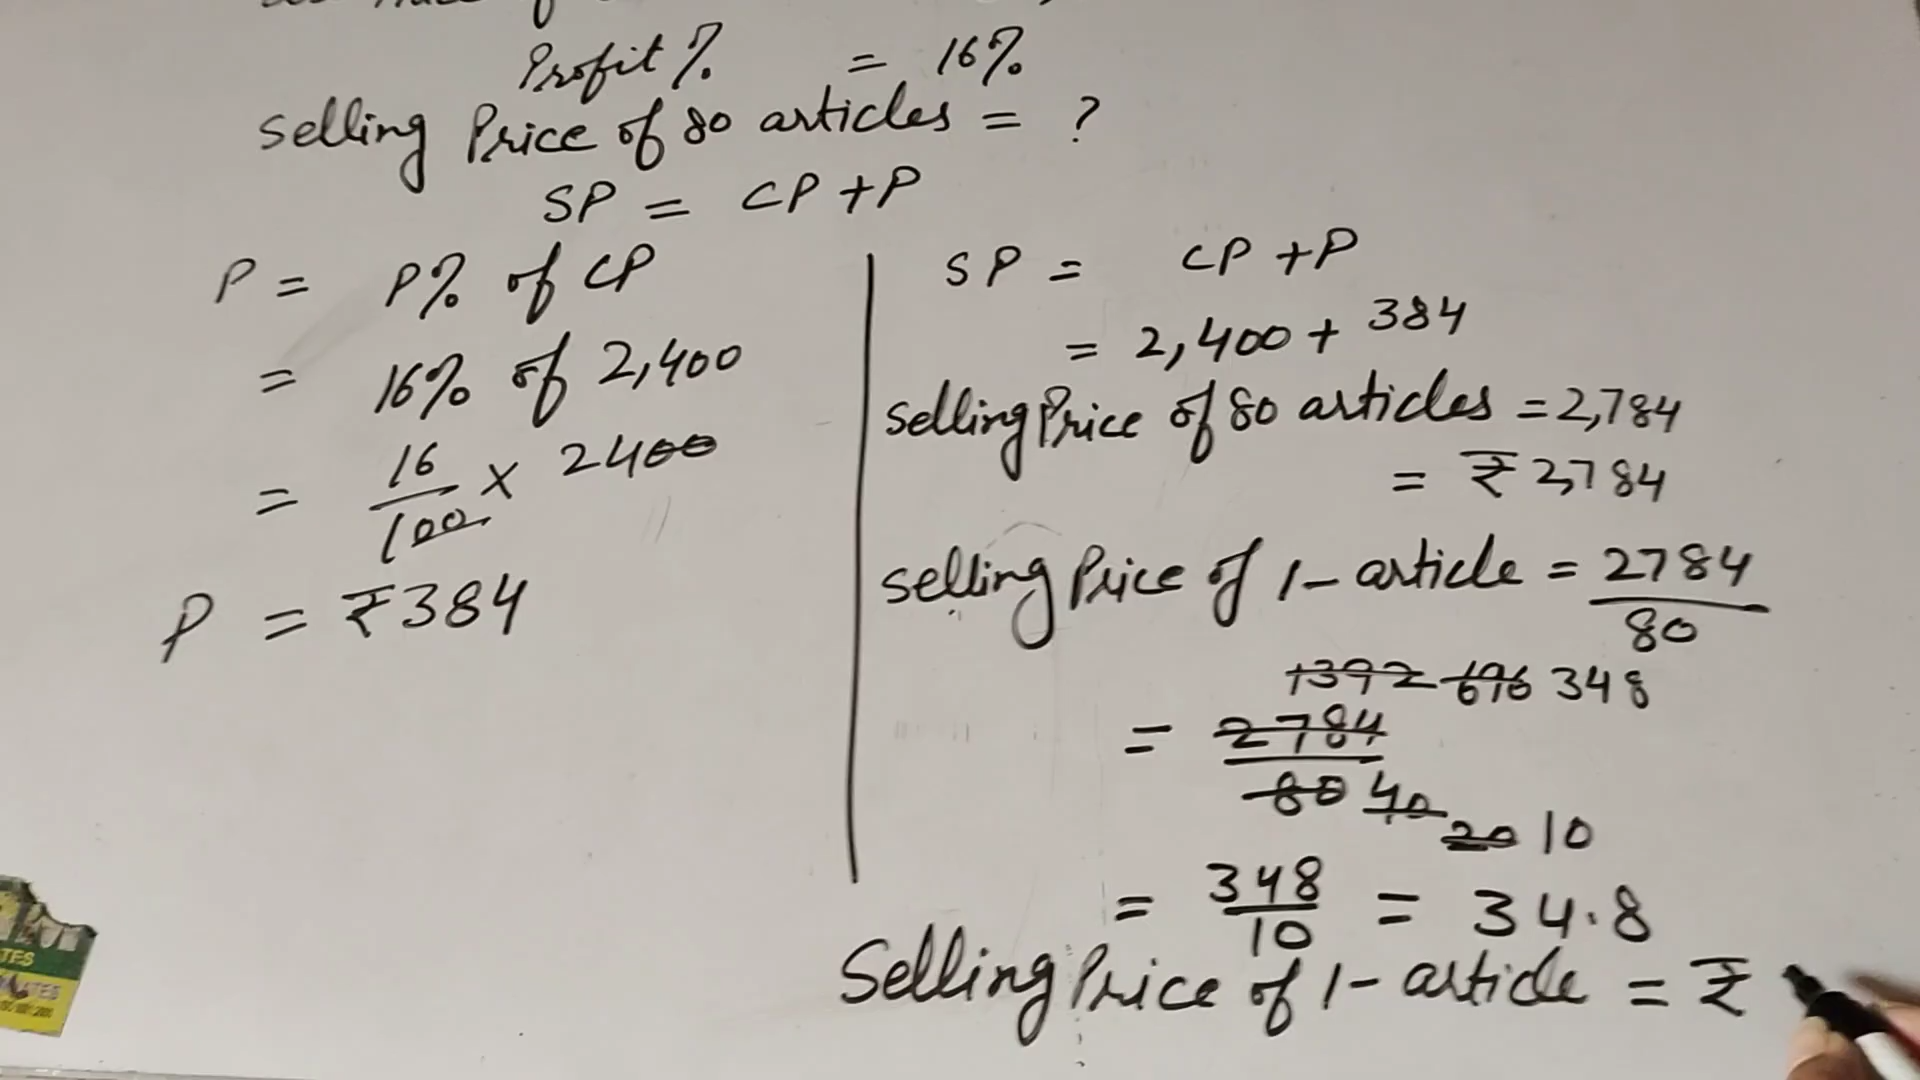 Profit % = 16%
Selling Price of 80 articles = ?
SP = CP + P
P = P% of CP
= 16% of 2,400
= 16/100 × 2400
P = ₹384
SP = CP + P
= 2,400 + 384
Selling Price of 80 articles = 2,784
= ₹2,784
Selling Price of 1-article = 2784/80
1392 696 348
= 2784
80 40 20 10
= 348/10 = 34.8
Selling Price of 1-article = ₹